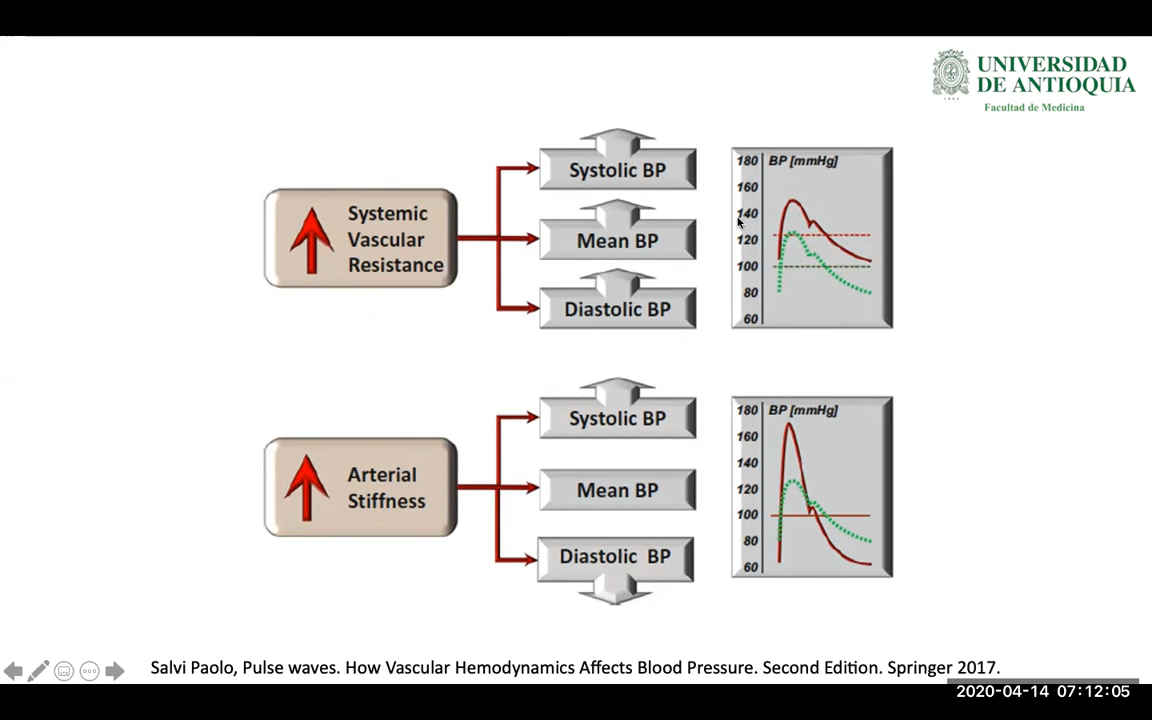 UNIVERSIDAD
DE ANTIOQUIA
1803
Facultad de Medicina
Systemic
Vascular
Resistance
Systolic BP
Mean BP
Diastolic BP
BP [mmHg]
180
160
140
120
100
80
60
Arterial
Stiffness
Systolic BP
Mean BP
Diastolic BP
BP [mmHg]
180
160
140
120
100
80
60
Salvi Paolo, Pulse waves. How Vascular Hemodynamics Affects Blood Pressure. Second Edition. Springer 2017.
2020-04-14 07:12:05